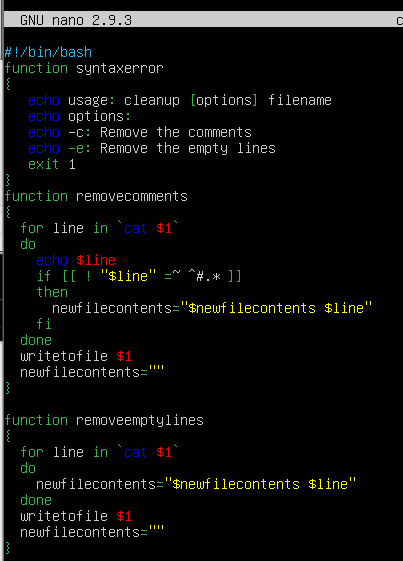 GNU nano 2.9.3 c
#!/bin/bash
function syntaxerror
{
   echo usage: cleanup [options] filename
   echo options:
   echo -c: Remove the comments
   echo -e: Remove the empty lines
   exit 1
}
function removecomments
{
  for line in `cat $1`
  do
    echo $line
    if [[ ! "$line" =~ ^#.* ]]
    then
      newfilecontents="$newfilecontents $line"
    fi
  done
  writetofile $1
  newfilecontents=""
}

function removeemptylines
{
  for line in `cat $1`
  do
    newfilecontents="$newfilecontents $line"
  done
  writetofile $1
  newfilecontents=""
}